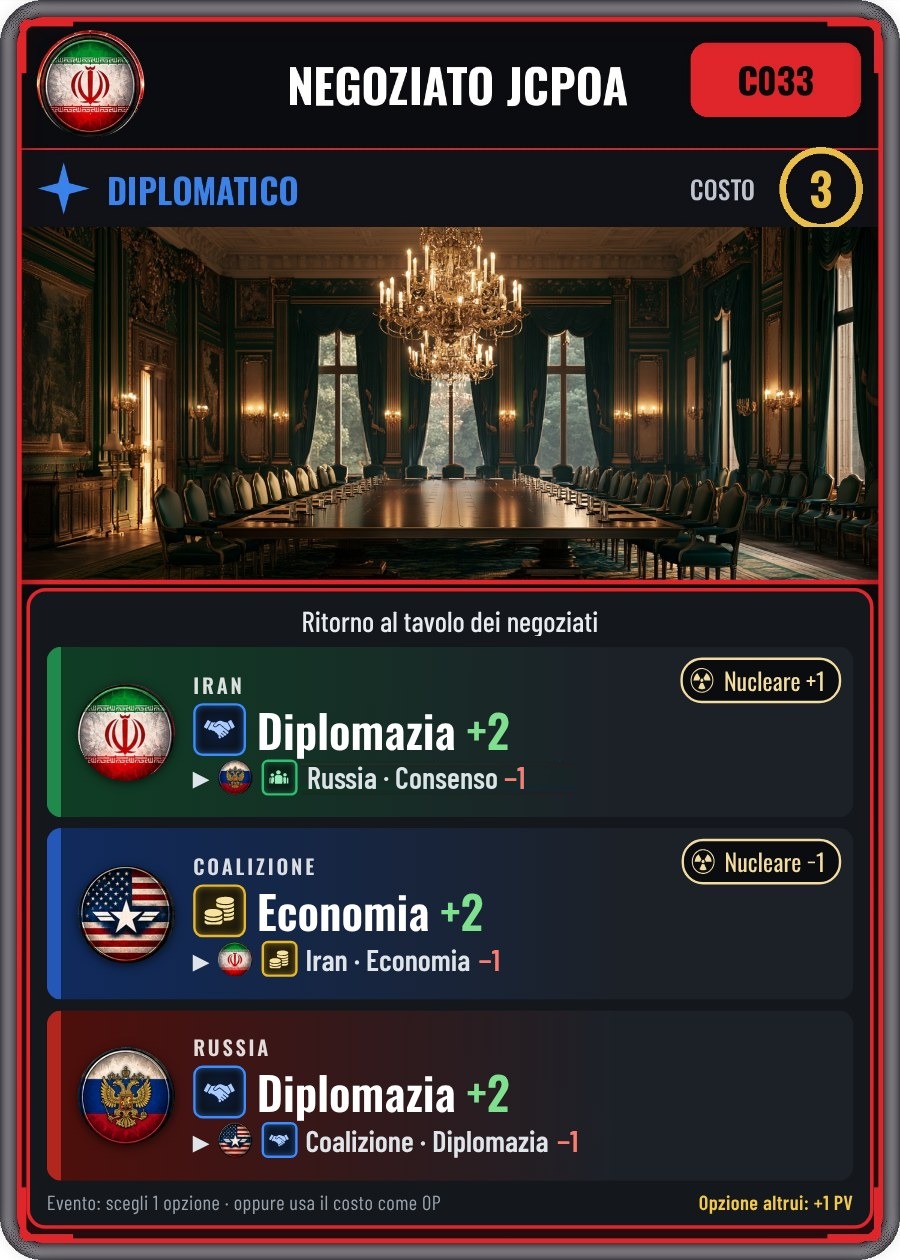 NEGOZIATO JCPOA
C033
DIPLOMATICO
COSTO
3
Ritorno al tavolo dei negoziati
IRAN
Nucleare +1
Diplomazia +2
▶ Russia · Consenso −1
COALIZIONE
Nucleare −1
Economia +2
▶ Iran · Economia −1
RUSSIA
Diplomazia +2
▶ Coalizione · Diplomazia −1
Evento: scegli 1 opzione · oppure usa il costo come OP
Opzione altrui: +1 PV